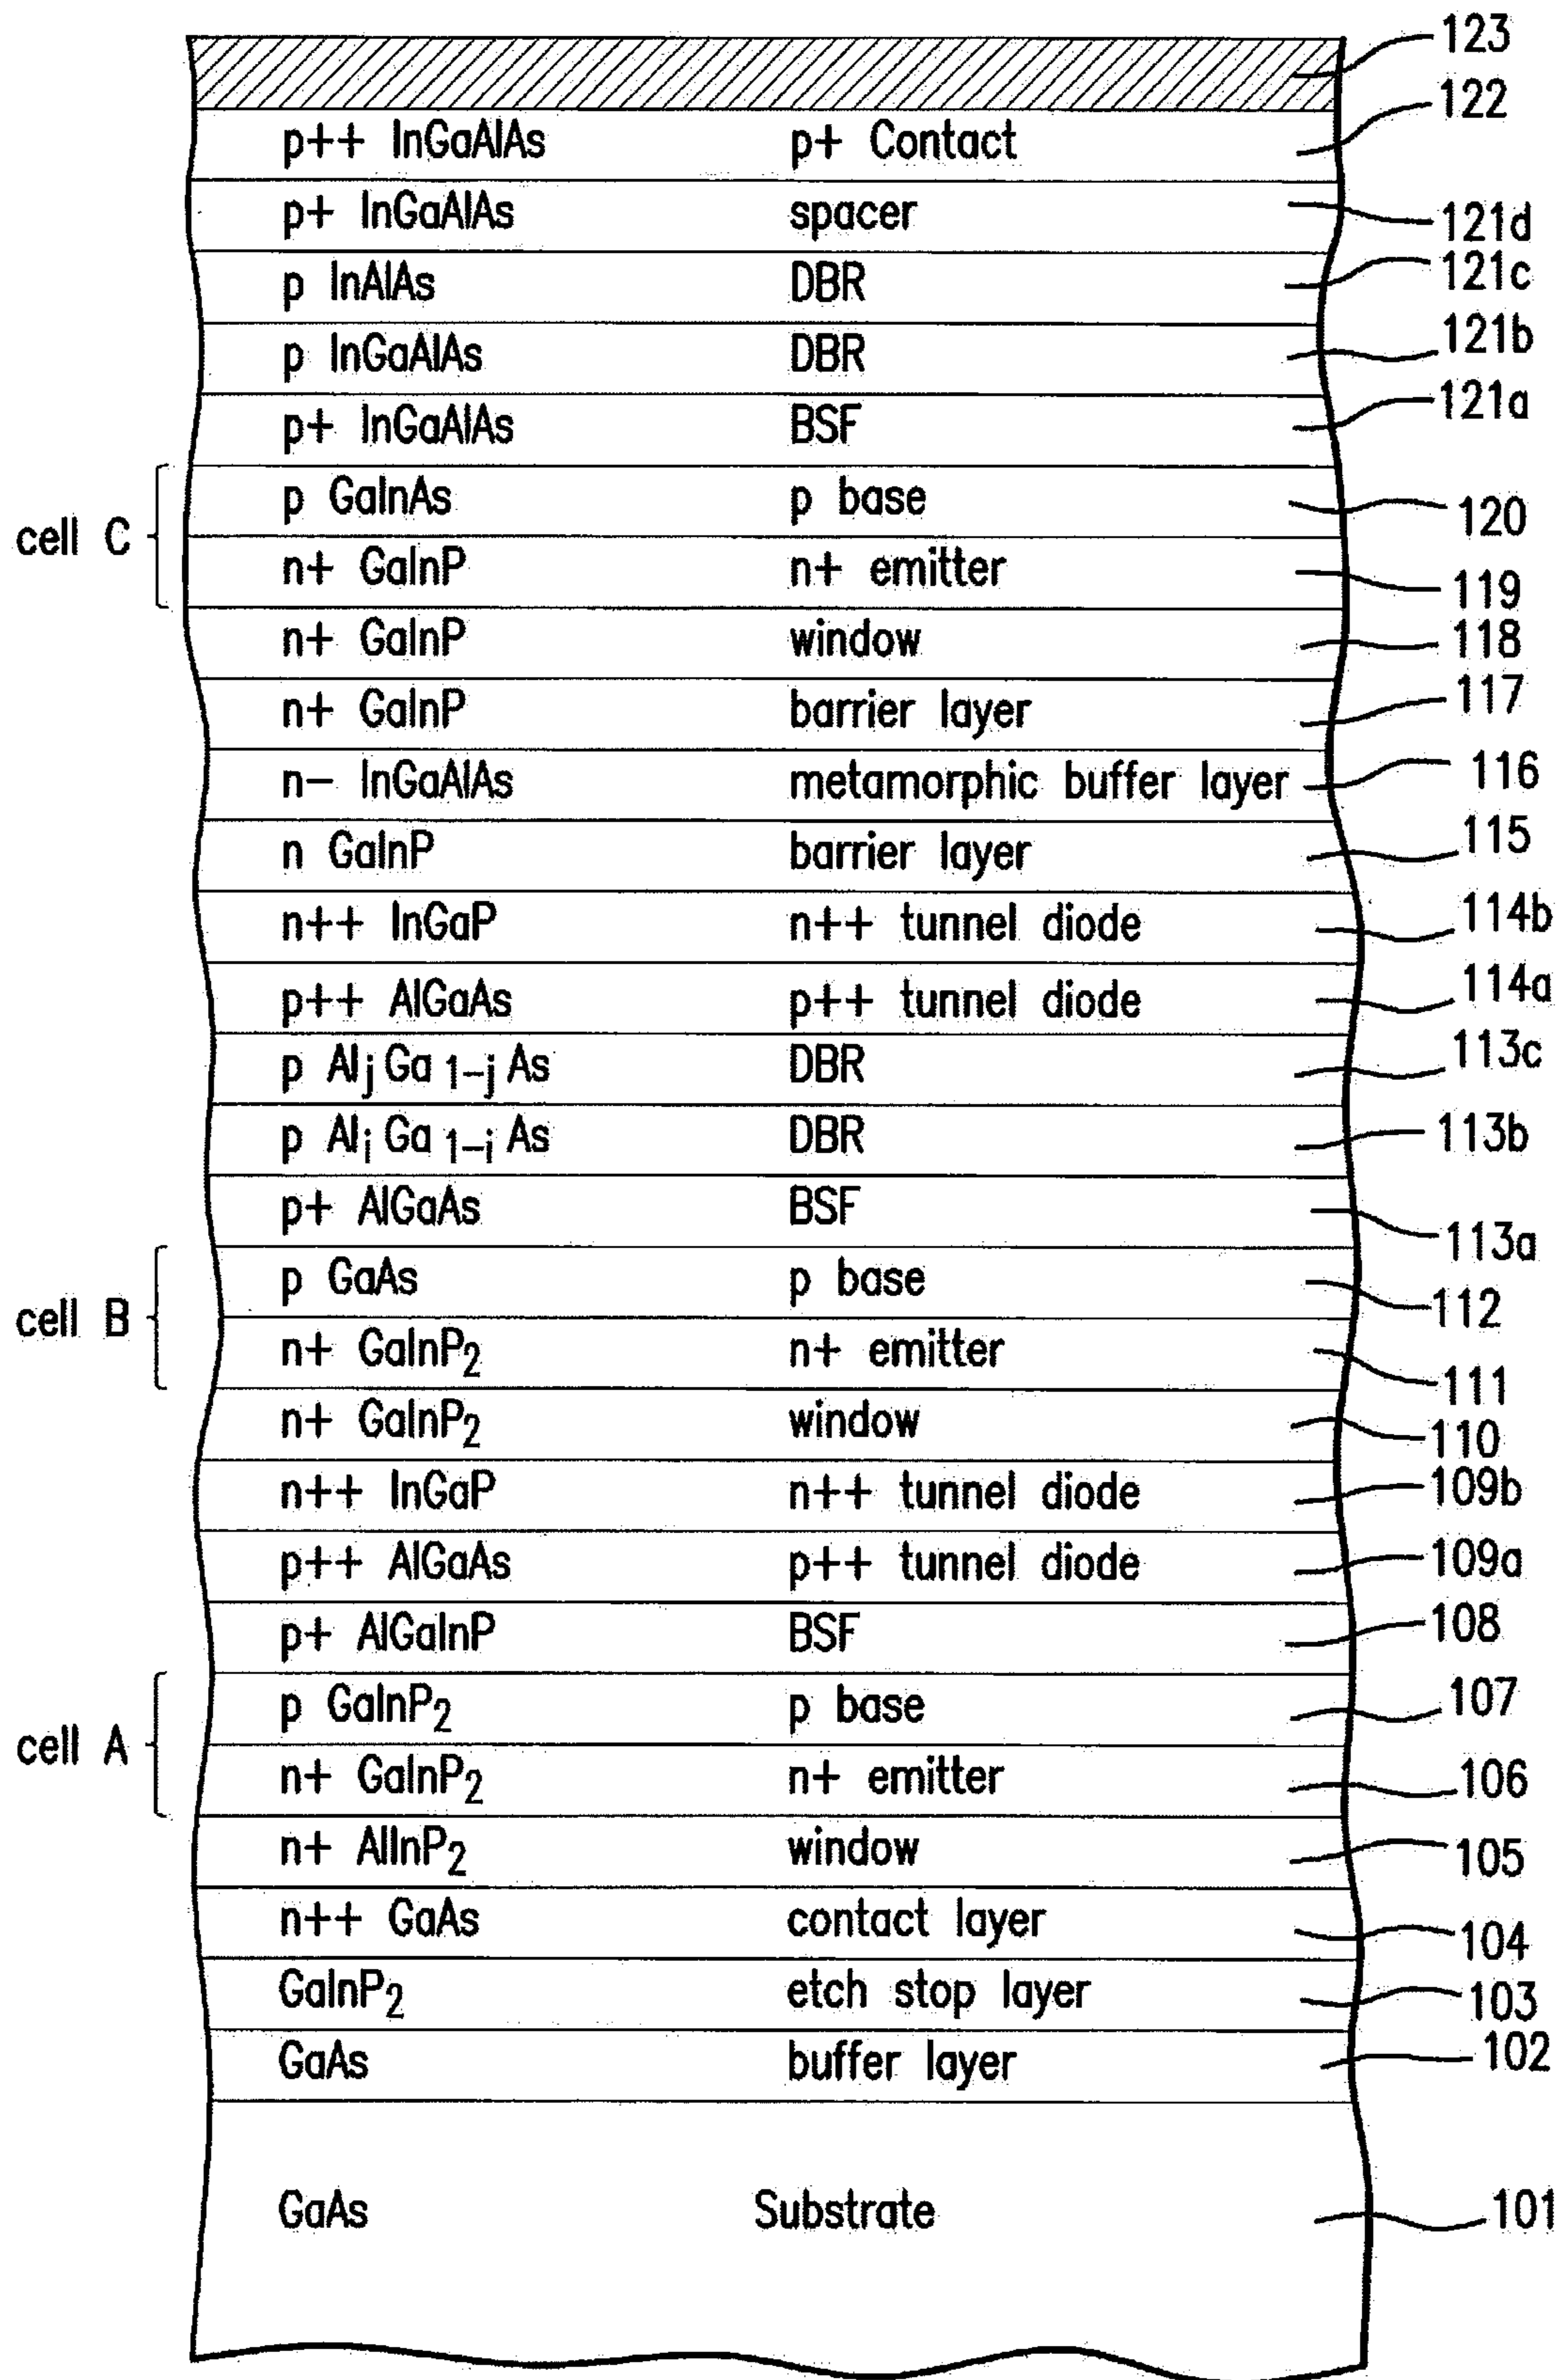 123
p++ InGaAlAs p+ Contact 122
p+ InGaAlAs spacer 121d
p InAlAs DBR 121c
p InGaAlAs DBR 121b
p+ InGaAlAs BSF 121a
cell C
p GaInAs p base 120
n+ GaInP n+ emitter 119
n+ GaInP window 118
n+ GaInP barrier layer 117
n− InGaAlAs metamorphic buffer layer 116
n GaInP barrier layer 115
n++ InGaP n++ tunnel diode 114b
p++ AlGaAs p++ tunnel diode 114a
p AljGa1−jAs DBR 113c
p AliGa1−iAs DBR 113b
p+ AlGaAs BSF 113a
cell B
p GaAs p base 112
n+ GaInP2 n+ emitter 111
n+ GaInP2 window 110
n++ InGaP n++ tunnel diode 109b
p++ AlGaAs p++ tunnel diode 109a
p+ AlGaInP BSF 108
cell A
p GaInP2 p base 107
n+ GaInP2 n+ emitter 106
n+ AlInP2 window 105
n++ GaAs contact layer 104
GaInP2 etch stop layer 103
GaAs buffer layer 102
GaAs Substrate 101